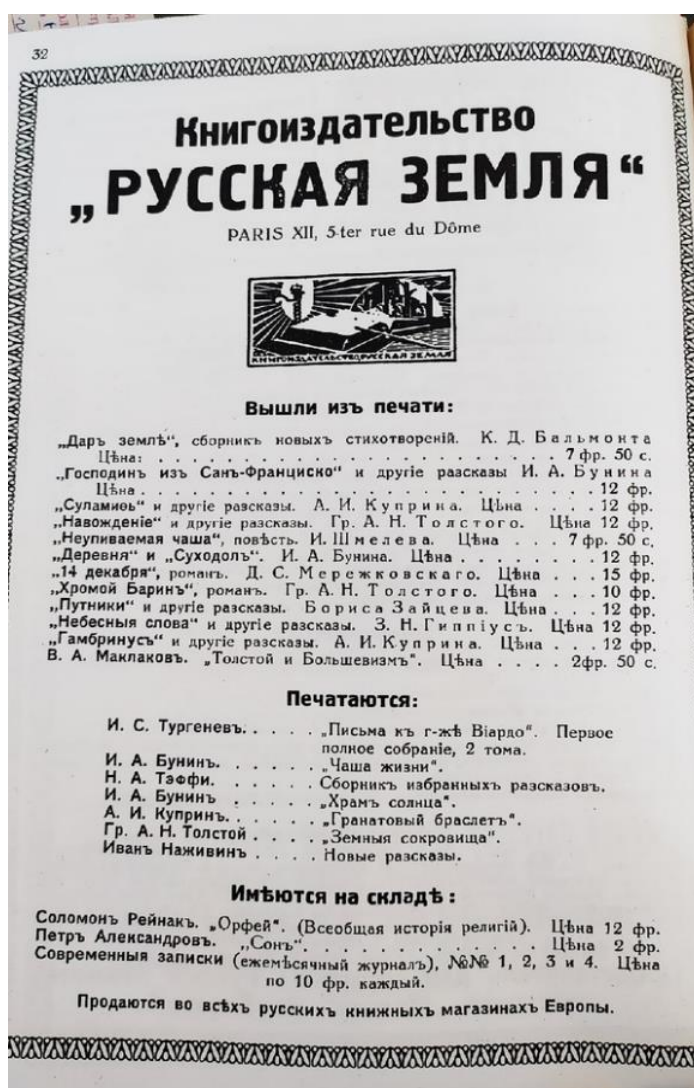 32
Книгоиздательство
„РУССКАЯ ЗЕМЛЯ“
PARIS XII, 5-ter rue du Dôme
КНИГОИЗДАТЕЛЬСТВО РУССКАЯ ЗЕМЛЯ
Вышли изъ печати:
„Даръ землѣ“, сборникъ новыхъ стихотвореній. К. Д. Бальмонта
Цѣна: . . . . . . . . . . . . . . . . . . . . . . . . . . 7 фр. 50 с.
„Господинъ изъ Санъ-Франциско“ и другіе разсказы И. А. Бунина
Цѣна . . . . . . . . . . . . . . . . . . . . . . . . . . . . . 12 фр.
„Суламиѳь“ и другіе разсказы. А. И. Куприна. Цѣна . . . . 12 фр.
„Навожденіе“ и другіе разсказы. Гр. А. Н. Толстого. Цѣна 12 фр.
„Неупиваемая чаша“, повѣсть. И. Шмелева. Цѣна . . . 7 фр. 50 с.
„Деревня“ и „Суходолъ“. И. А. Бунина. Цѣна . . . . . . . . 12 фр.
„14 декабря“, романъ. Д. С. Мережковскаго. Цѣна . . . 15 фр.
„Хромой Баринъ“, романъ. Гр. А. Н. Толстого. Цѣна . . . 10 фр.
„Путники“ и другіе разсказы. Бориса Зайцева. Цѣна . . . 12 фр.
„Небесныя слова“ и другіе разсказы. З. Н. Гиппіусъ. Цѣна 12 фр.
„Гамбринусъ“ и другіе разсказы. А. И. Куприна. Цѣна . . . 12 фр.
В. А. Маклаковъ. „Толстой и Большевизмъ“. Цѣна . . . . 2фр. 50 с.
Печатаются:
И. С. Тургеневъ. . . . . „Письма къ г-жѣ Віардо“. Первое
полное собраніе, 2 тома.
И. А. Бунинъ. . . . . . „Чаша жизни“.
Н. А. Тэффи. . . . . . Сборникъ избранныхъ разсказовъ.
И. А. Бунинъ . . . . . „Храмъ солнца“.
А. И. Купринъ. . . . . „Гранатовый браслетъ“.
Гр. А. Н. Толстой . . . . „Земныя сокровища“.
Иванъ Наживинъ . . . . Новые разсказы.
Имѣются на складѣ :
Соломонъ Рейнакъ. „Орфей“. (Всеобщая исторія религій). Цѣна 12 фр.
Петръ Александровъ. „Сонъ“. . . . . . . . . . . . . . Цѣна 2 фр.
Современныя записки (ежемѣсячный журналъ), №№ 1, 2, 3 и 4. Цѣна
по 10 фр. каждый.
Продаются во всѣхъ русскихъ книжныхъ магазинахъ Европы.